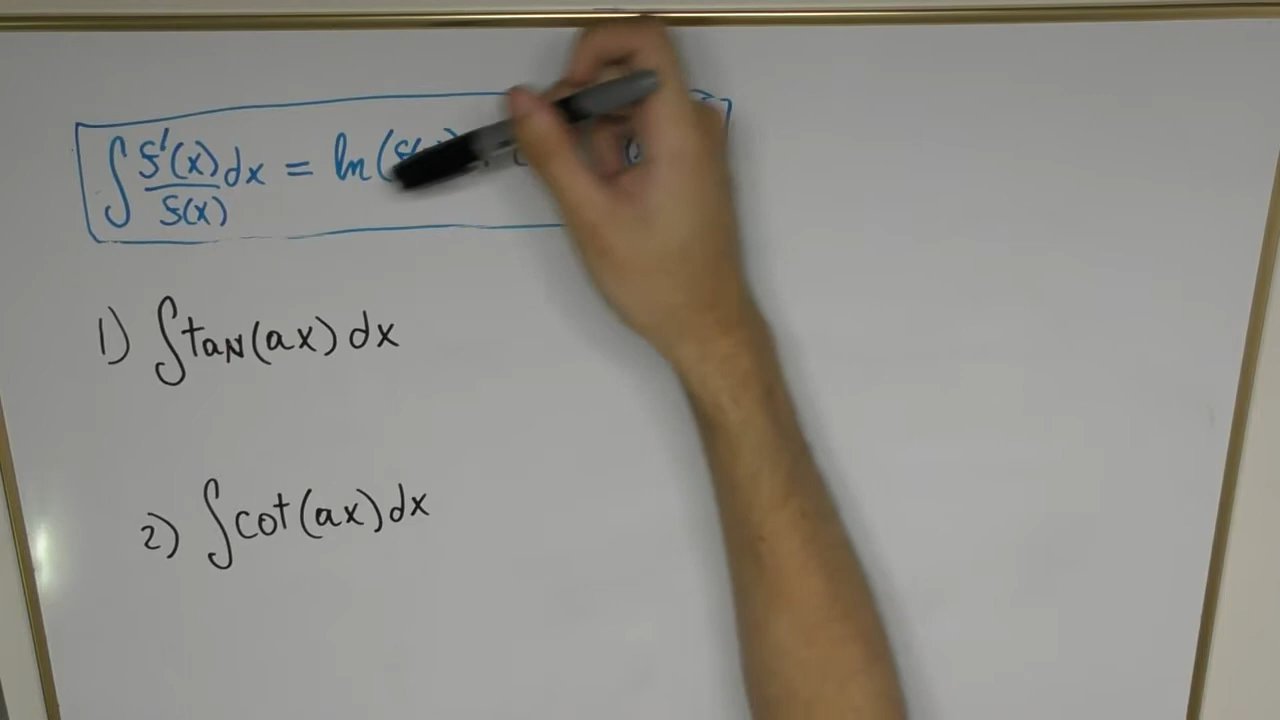 ∫ f'(x)/f(x) dx = ln(f(x)
1) ∫tan(ax) dx
2) ∫cot(ax) dx